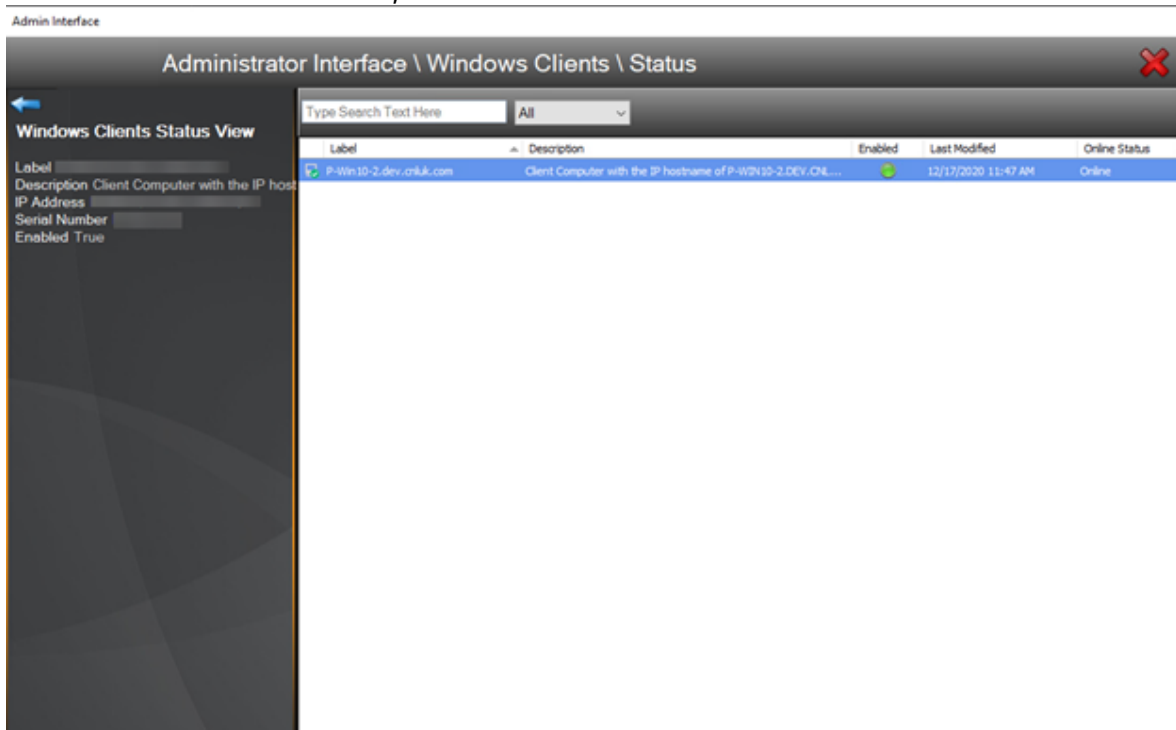 Admin Interface
Administrator Interface \ Windows Clients \ Status
Windows Clients Status View
Label
Description Client Computer with the IP host
IP Address
Serial Number
Enabled True
Type Search Text Here All
Label Description Enabled Last Modified Online Status
P-Win10-2.dev.cnluk.com Client Computer with the IP hostname of P-WIN10-2.DEV.CNL... 12/17/2020 11:47 AM Online